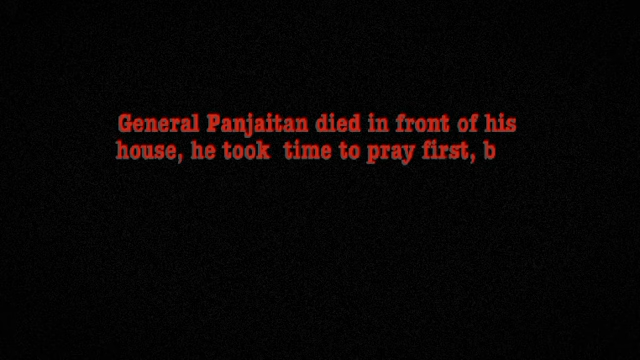 General Panjaitan died in front of his
house, he took  time to pray first, b